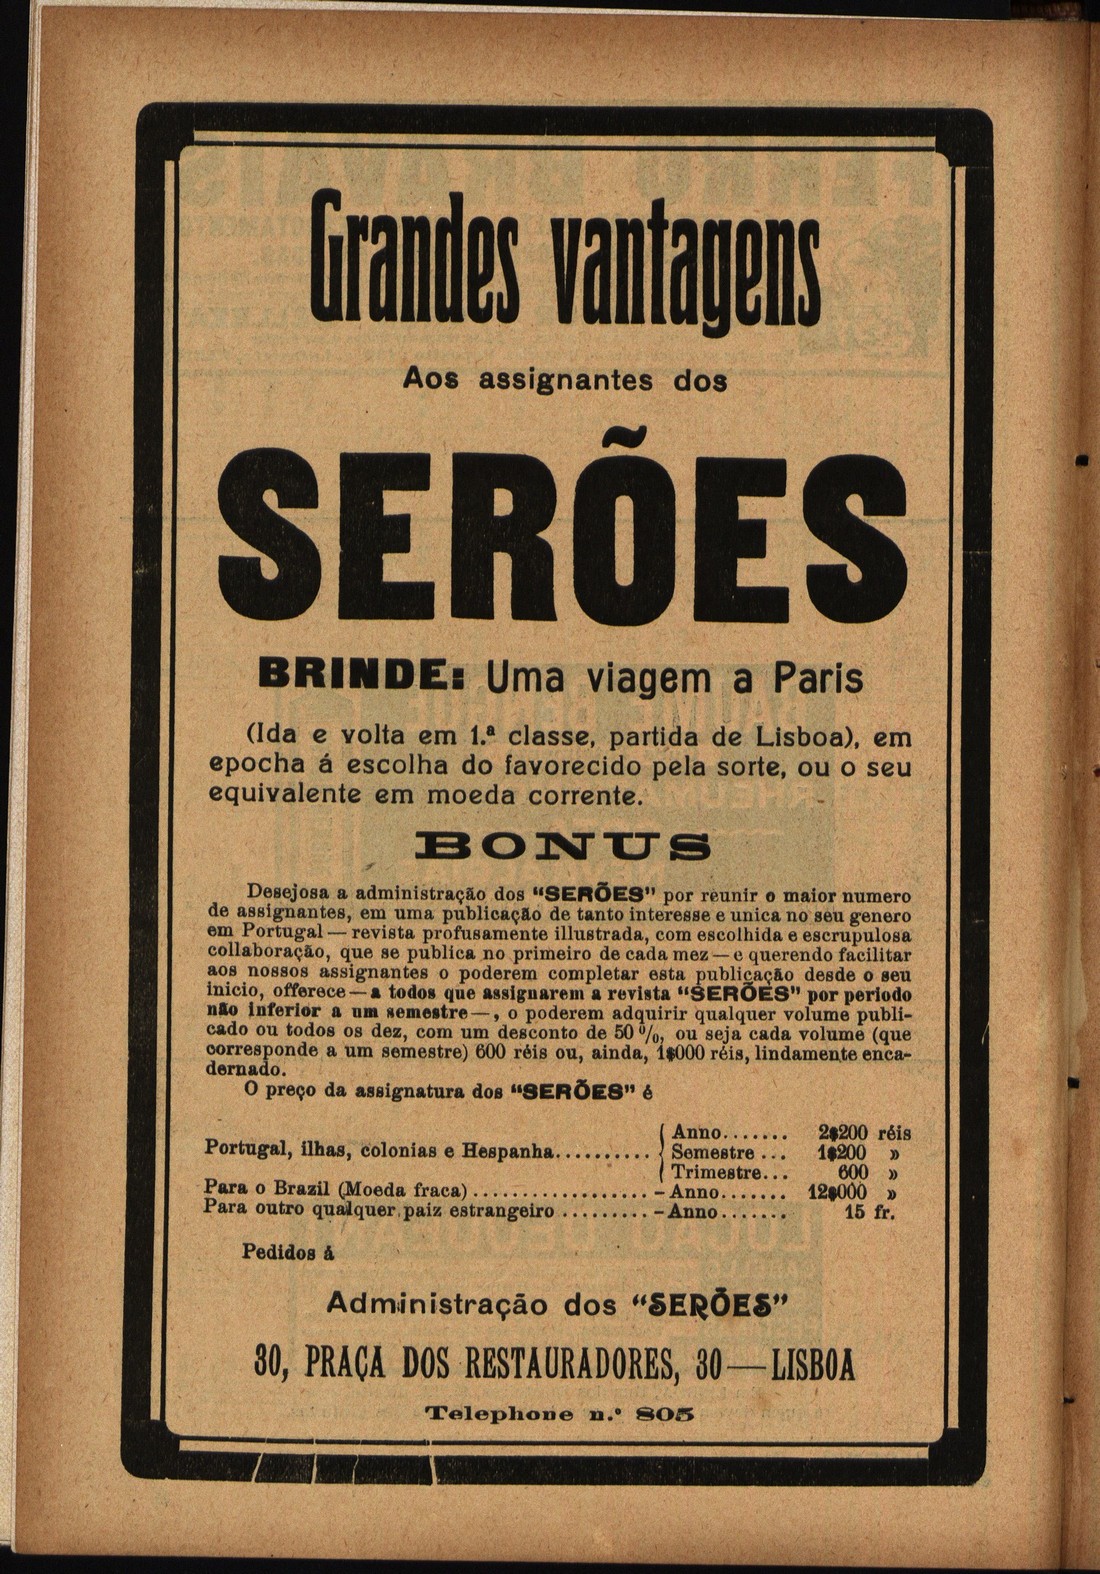 Grandes vantagens
Aos assignantes dos
SERÕES
BRINDE: Uma viagem a Paris
(Ida e volta em 1.ª classe, partida de Lisboa), em
epocha á escolha do favorecido pela sorte, ou o seu
equivalente em moeda corrente.
BONUS
Desejosa a administração dos “SERÕES” por reunir o maior numero
de assignantes, em uma publicação de tanto interesse e unica no seu genero
em Portugal — revista profusamente illustrada, com escolhida e escrupulosa
collaboração, que se publica no primeiro de cada mez — e querendo facilitar
aos nossos assignantes o poderem completar esta publicação desde o seu
inicio, offerece — a todos que assignarem a revista “SERÕES” por periodo
não inferior a um semestre —, o poderem adquirir qualquer volume publi-
cado ou todos os dez, com um desconto de 50 %, ou seja cada volume (que
corresponde a um semestre) 600 réis ou, ainda, 1$000 réis, lindamente enca-
dernado.
O preço da assignatura dos “SERÕES” é
Anno....... 2$200 réis
Portugal, ilhas, colonias e Hespanha.......... { Semestre ... 1$200 »
Trimestre... 600 »
Para o Brazil (Moeda fraca) .................. – Anno....... 12$000 »
Para outro qualquer paiz estrangeiro ......... – Anno....... 15 fr.
Pedidos á
Administração dos “SERÕES”
30, PRAÇA DOS RESTAURADORES, 30 — LISBOA
Telephone n.º 805